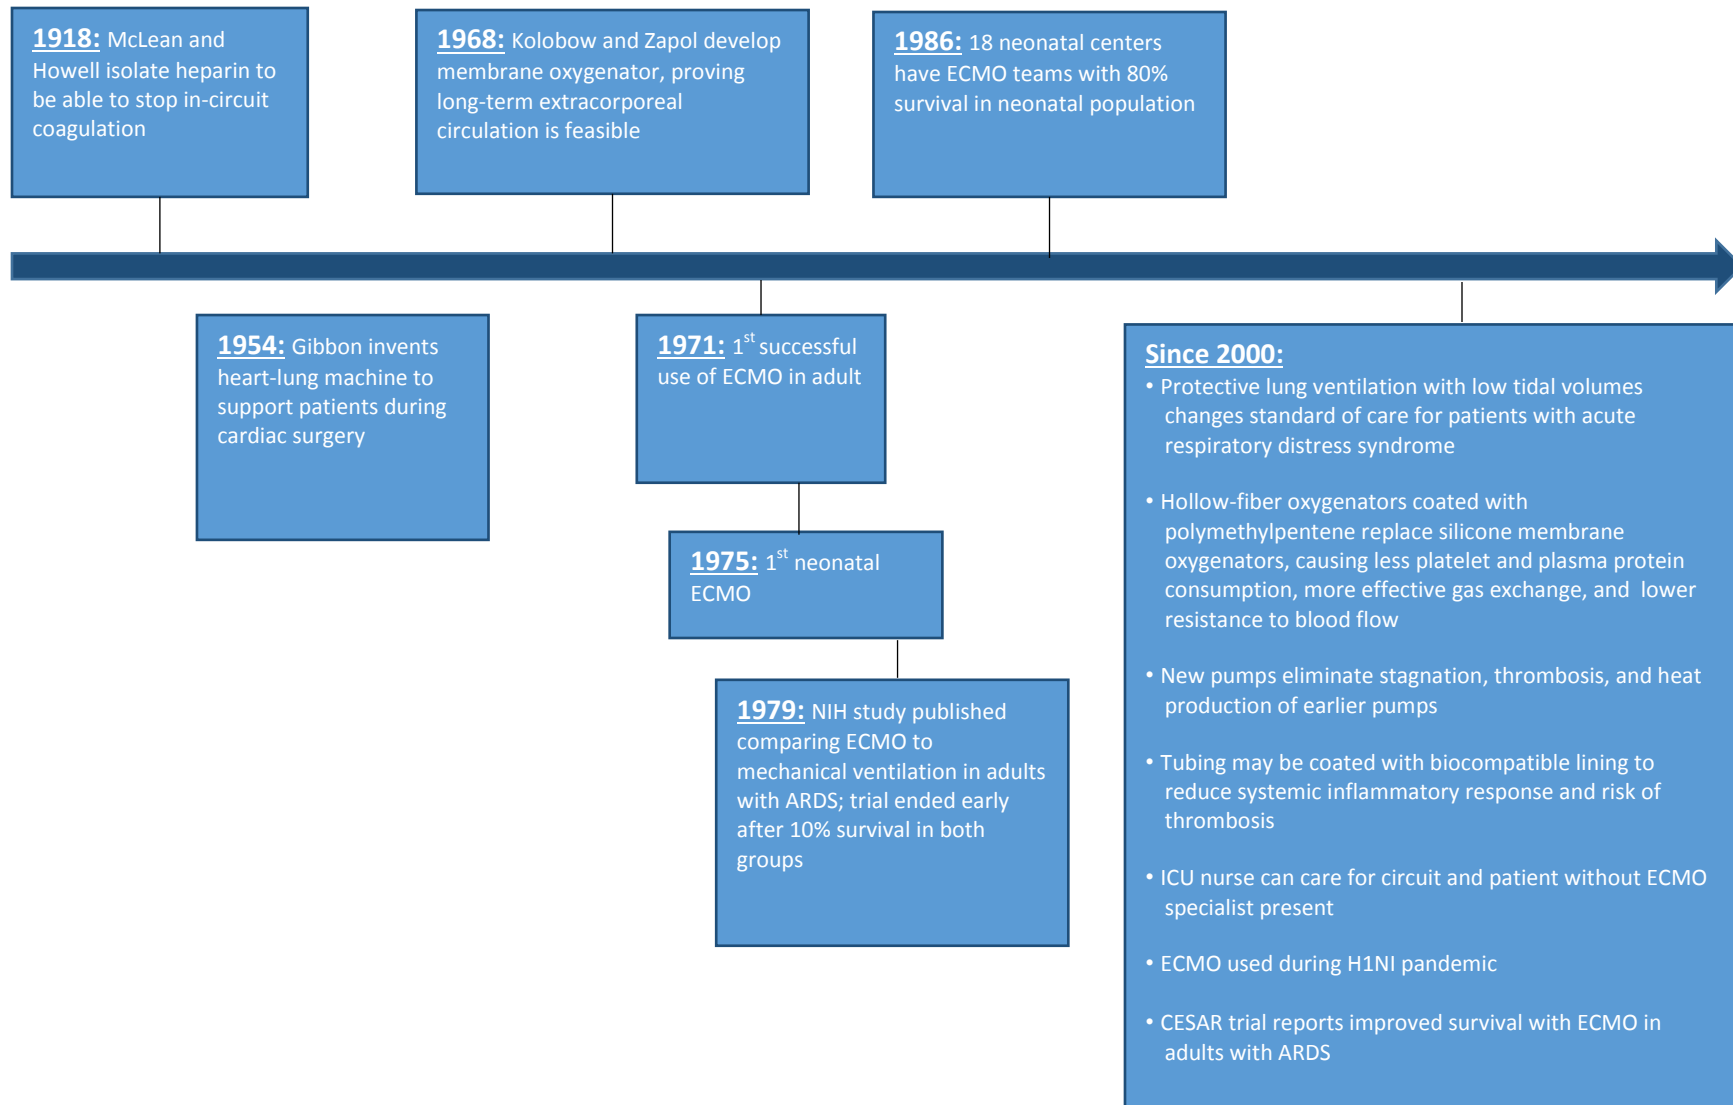 1918: McLean and
Howell isolate heparin to
be able to stop in-circuit
coagulation
1968: Kolobow and Zapol develop
membrane oxygenator, proving
long-term extracorporeal
circulation is feasible
1986: 18 neonatal centers
have ECMO teams with 80%
survival in neonatal population
1954: Gibbon invents
heart-lung machine to
support patients during
cardiac surgery
1971: 1st successful
use of ECMO in adult
1975: 1st neonatal
ECMO
1979: NIH study published
comparing ECMO to
mechanical ventilation in adults
with ARDS; trial ended early
after 10% survival in both
groups
Since 2000:
• Protective lung ventilation with low tidal volumes
changes standard of care for patients with acute
respiratory distress syndrome
• Hollow-fiber oxygenators coated with
polymethylpentene replace silicone membrane
oxygenators, causing less platelet and plasma protein
consumption, more effective gas exchange, and lower
resistance to blood flow
• New pumps eliminate stagnation, thrombosis, and heat
production of earlier pumps
• Tubing may be coated with biocompatible lining to
reduce systemic inflammatory response and risk of
thrombosis
• ICU nurse can care for circuit and patient without ECMO
specialist present
• ECMO used during H1NI pandemic
• CESAR trial reports improved survival with ECMO in
adults with ARDS